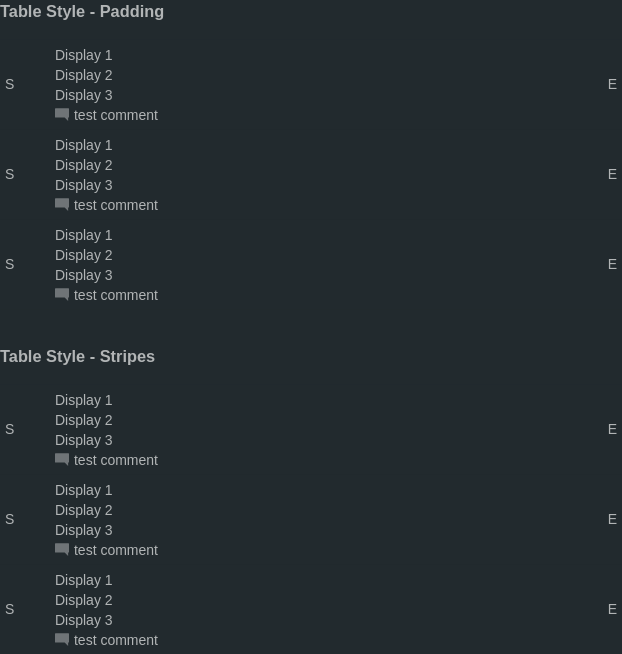 Table Style - Padding
Display 1
Display 2
S E
Display 3
test comment
Display 1
Display 2
S E
Display 3
test comment
Display 1
Display 2
S E
Display 3
test comment
Table Style - Stripes
Display 1
Display 2
S E
Display 3
test comment
Display 1
Display 2
S E
Display 3
test comment
Display 1
Display 2
S E
Display 3
test comment